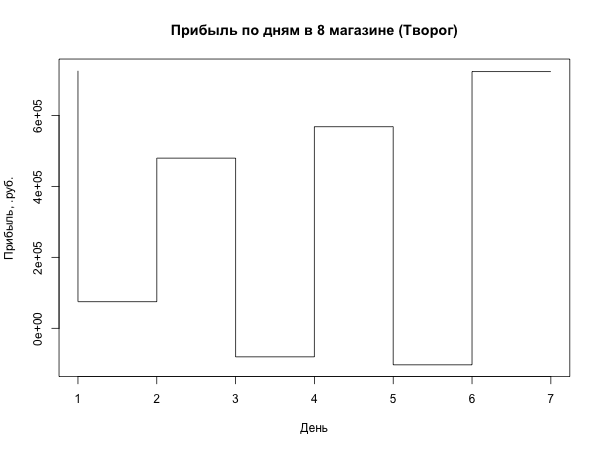 Прибыль по дням в 8 магазине (Творог)
Прибыль, .руб.
6e+05
4e+05
2e+05
0e+00
1 2 3 4 5 6 7
День